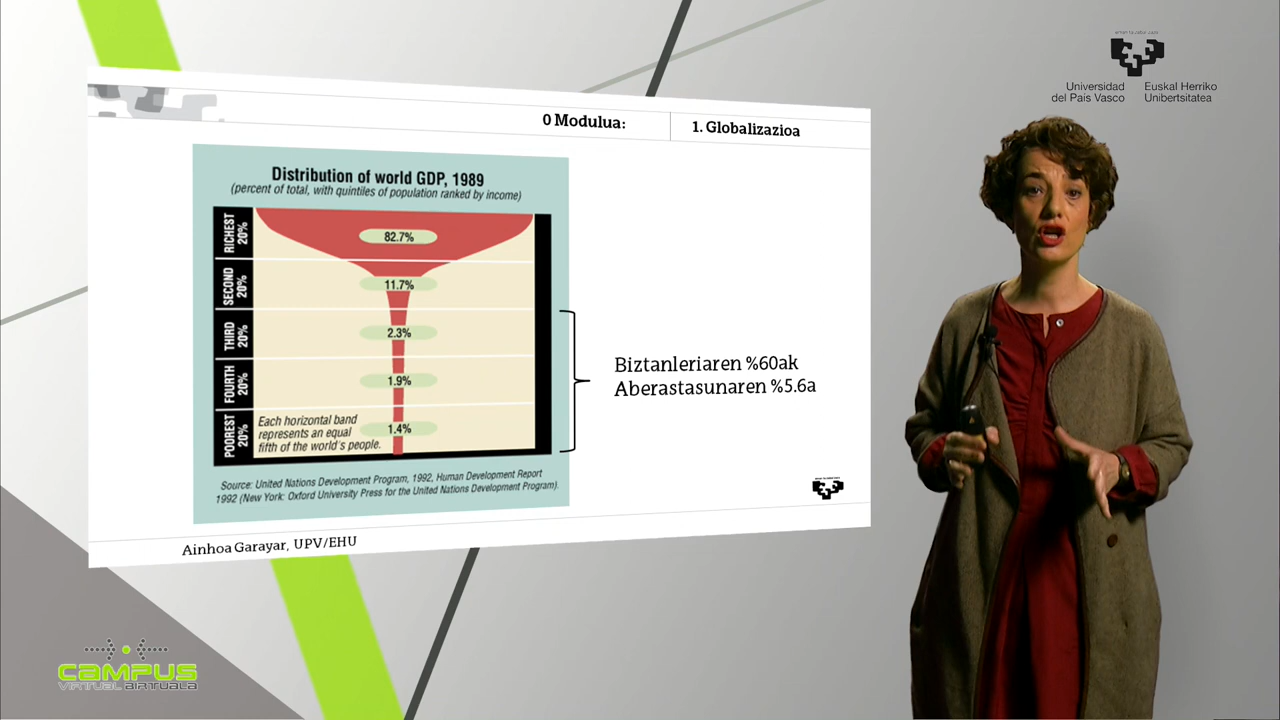 Universidad
del País Vasco
Euskal Herriko
Unibertsitatea
0 Modulua:
1. Globalizazioa
Distribution of world GDP, 1989
(percent of total, with quintiles of population ranked by income)
RICHEST
20%
82.7%
SECOND
20%
11.7%
THIRD
20%
2.3%
FOURTH
20%
1.9%
POOREST
20%
1.4%
Each horizontal band
represents an equal
fifth of the world's people.
Source: United Nations Development Program, 1992, Human Development Report
1992 (New York: Oxford University Press for the United Nations Development Program).
Biztanleriaren %60ak
Aberastasunaren %5.6a
Ainhoa Garayar, UPV/EHU
CAMPUS
VIRTUAL BIRTUALA